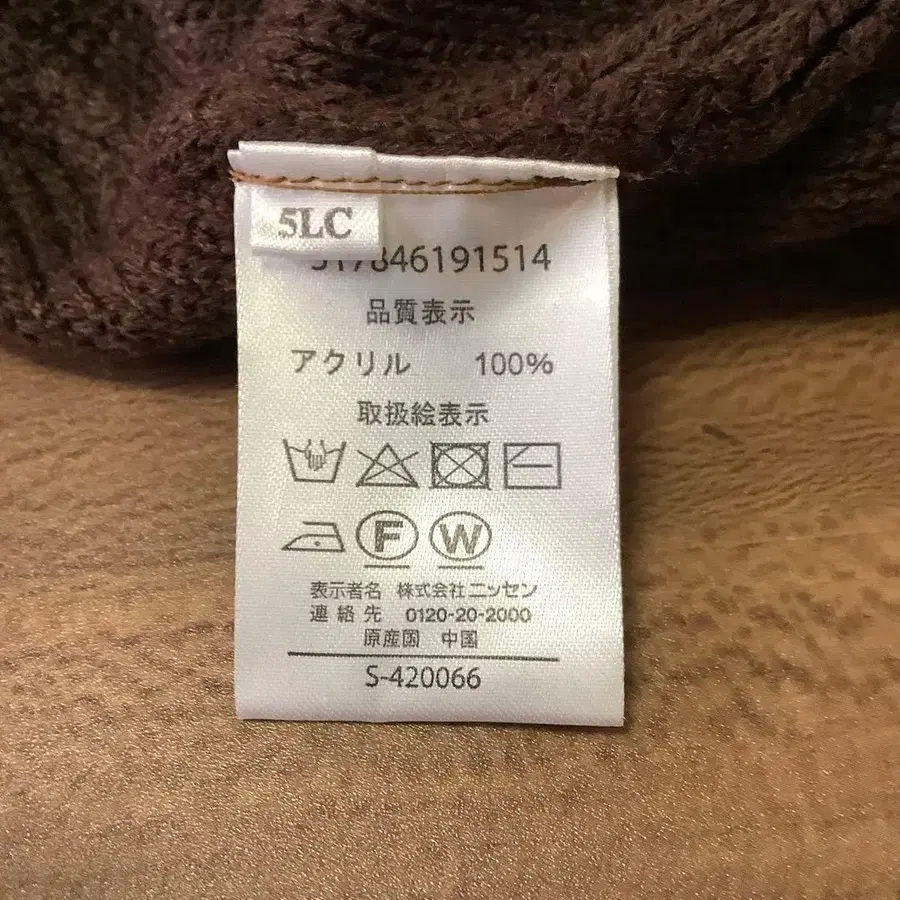 5LC
517846191514
品質表示
アクリル 100%
取扱絵表示
F W
表示者名 株式会社ニッセン
連絡先 0120-20-2000
原産国 中国
S-420066